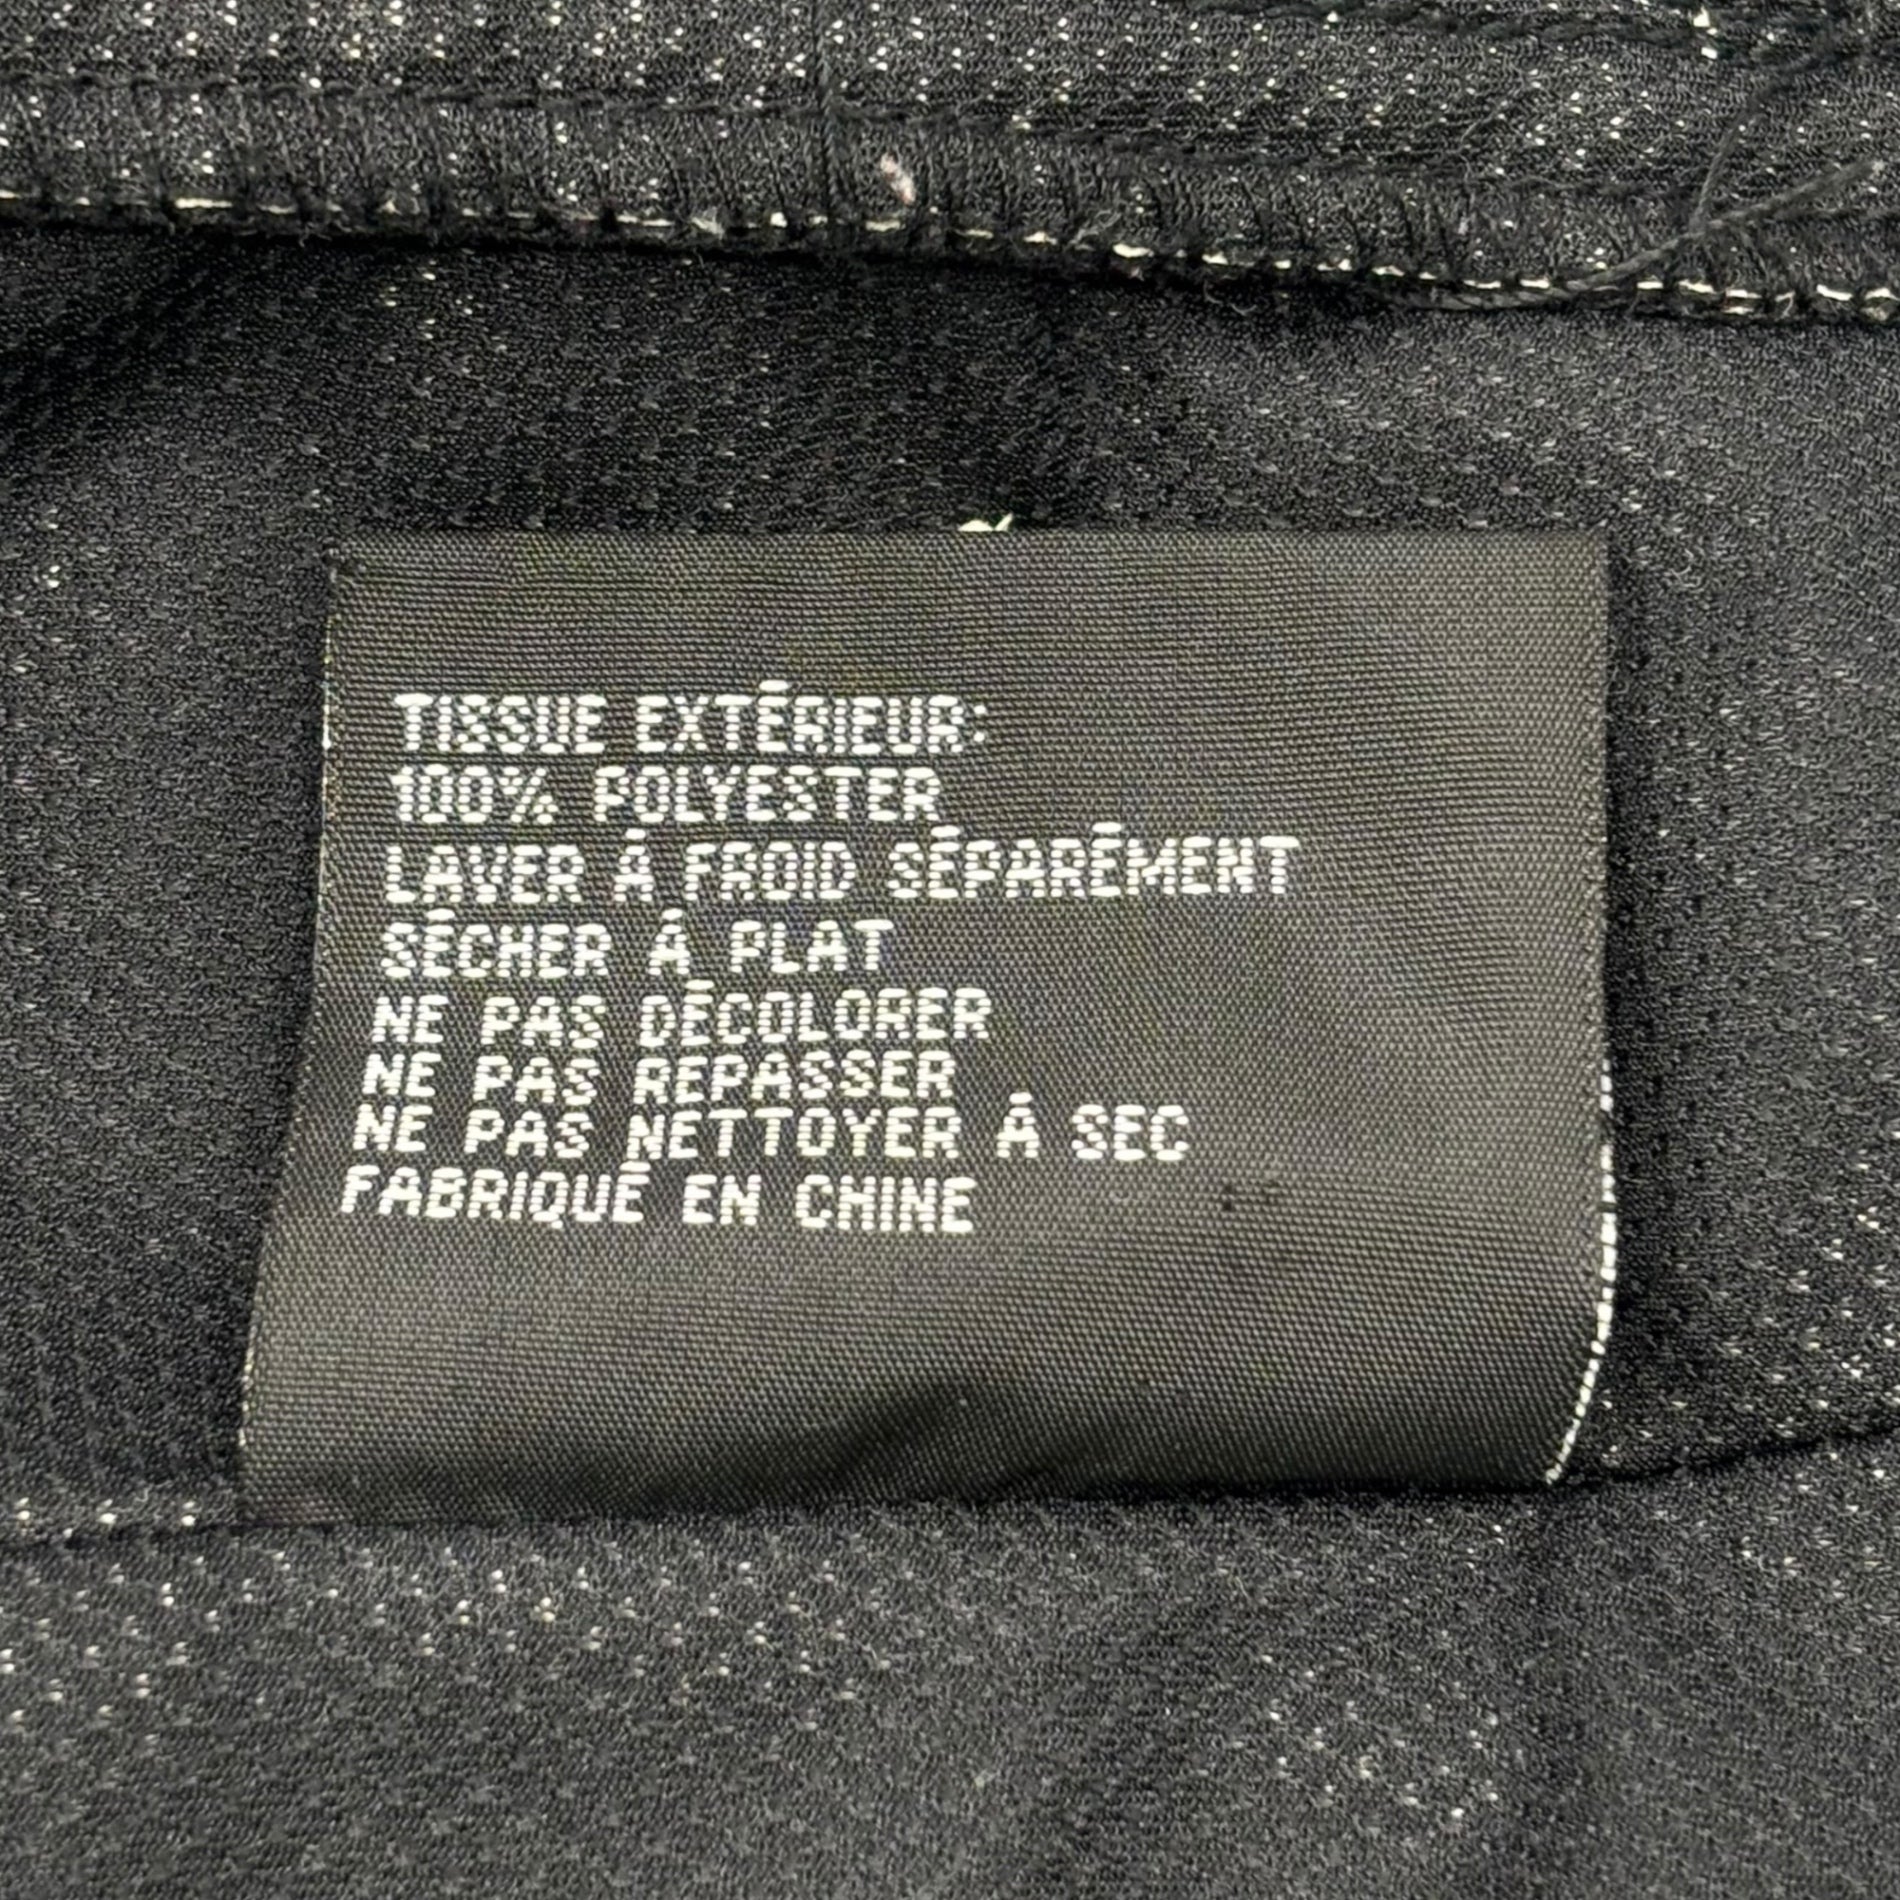 TISSUE EXTÉRIEUR:
100% POLYESTER
LAVER À FROID SÉPARÉMENT
SÉCHER À PLAT
NE PAS DÉCOLORER
NE PAS REPASSER
NE PAS NETTOYER À SEC
FABRIQUÉ EN CHINE